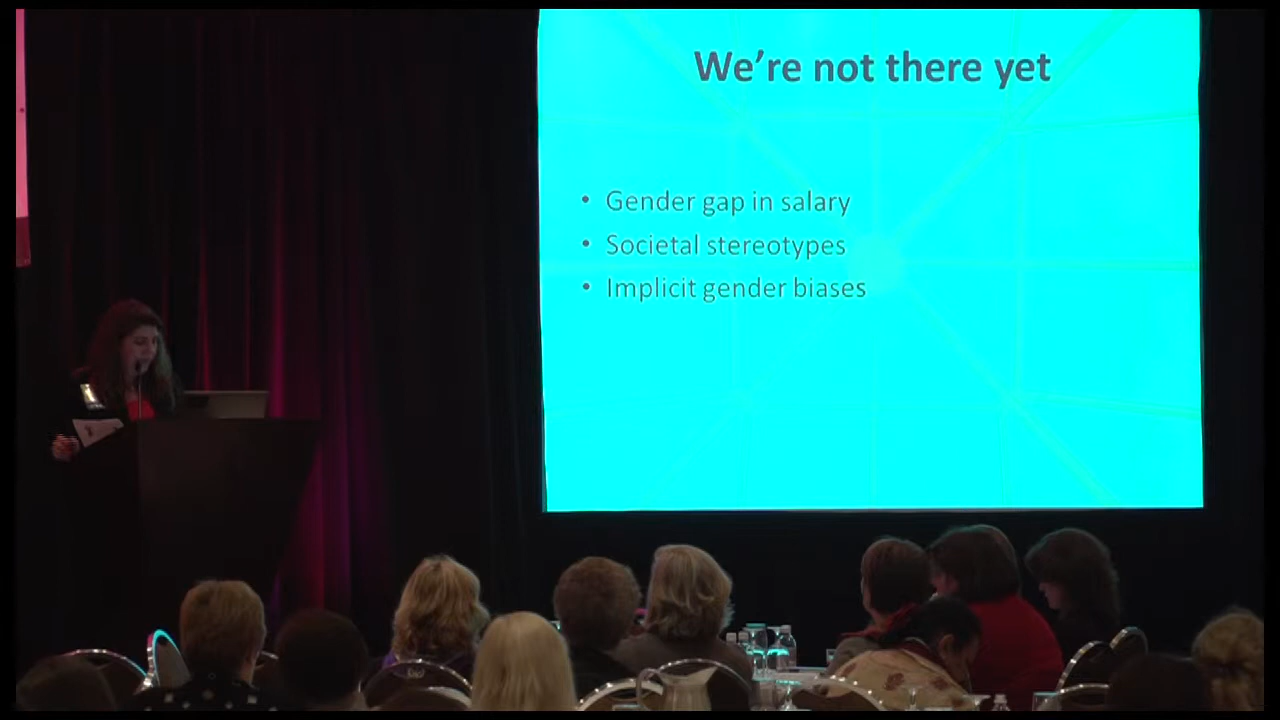 We’re not there yet
• Gender gap in salary
• Societal stereotypes
• Implicit gender biases